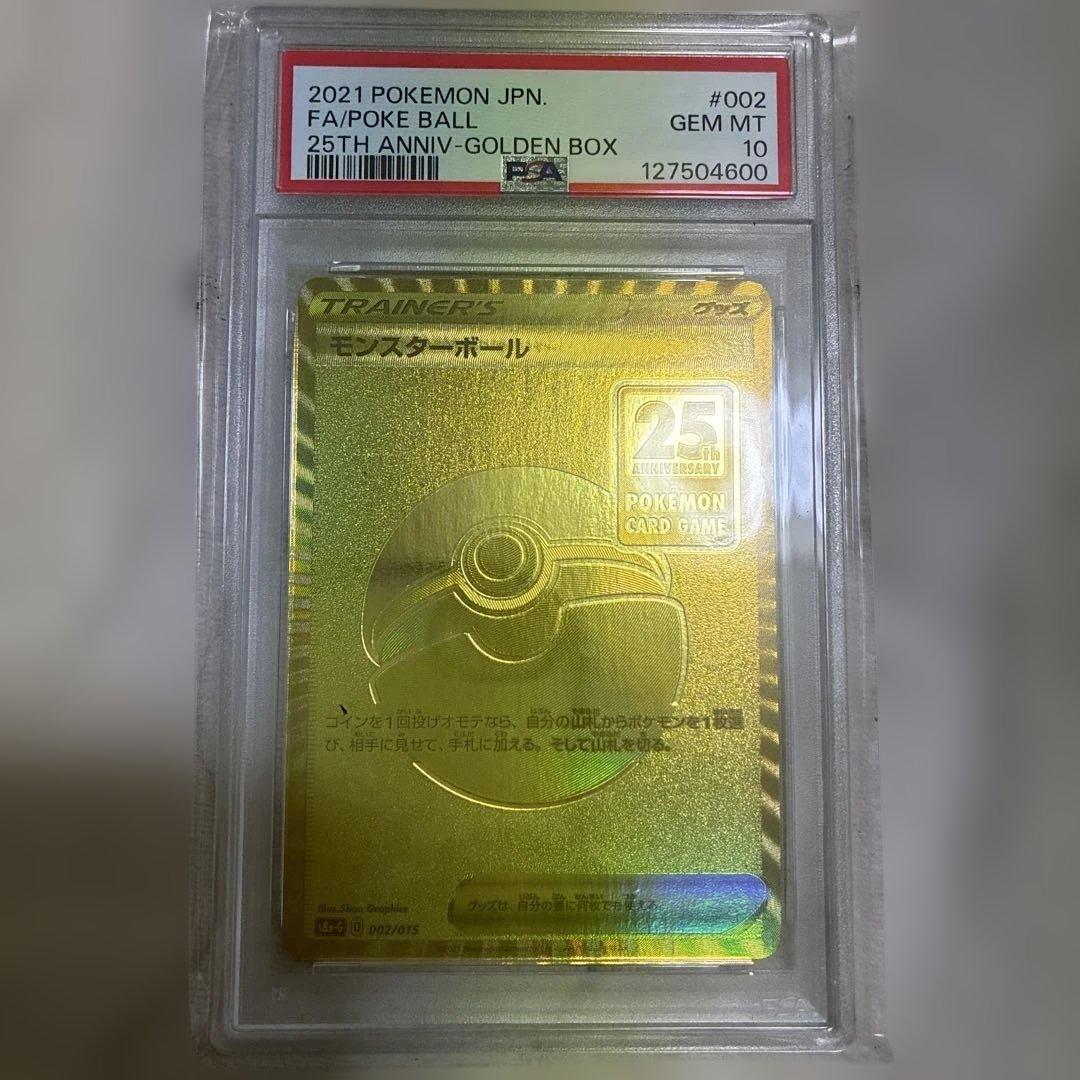 2021 POKEMON JPN. #002
FA/POKE BALL GEM MT
25TH ANNIV-GOLDEN BOX 10
PSA 127504600
TRAINER'S グッズ
モンスターボール
25th
ANNIVERSARY
POKEMON
CARD GAME
コインを1回投げオモテなら、自分の山札からポケモンを1枚選
び、相手に見せて、手札に加える。そして山札を切る。
グッズは、自分の番に何枚でも使える。
Illus. 5ban Graphics
s8a-G D 002/015
PSA